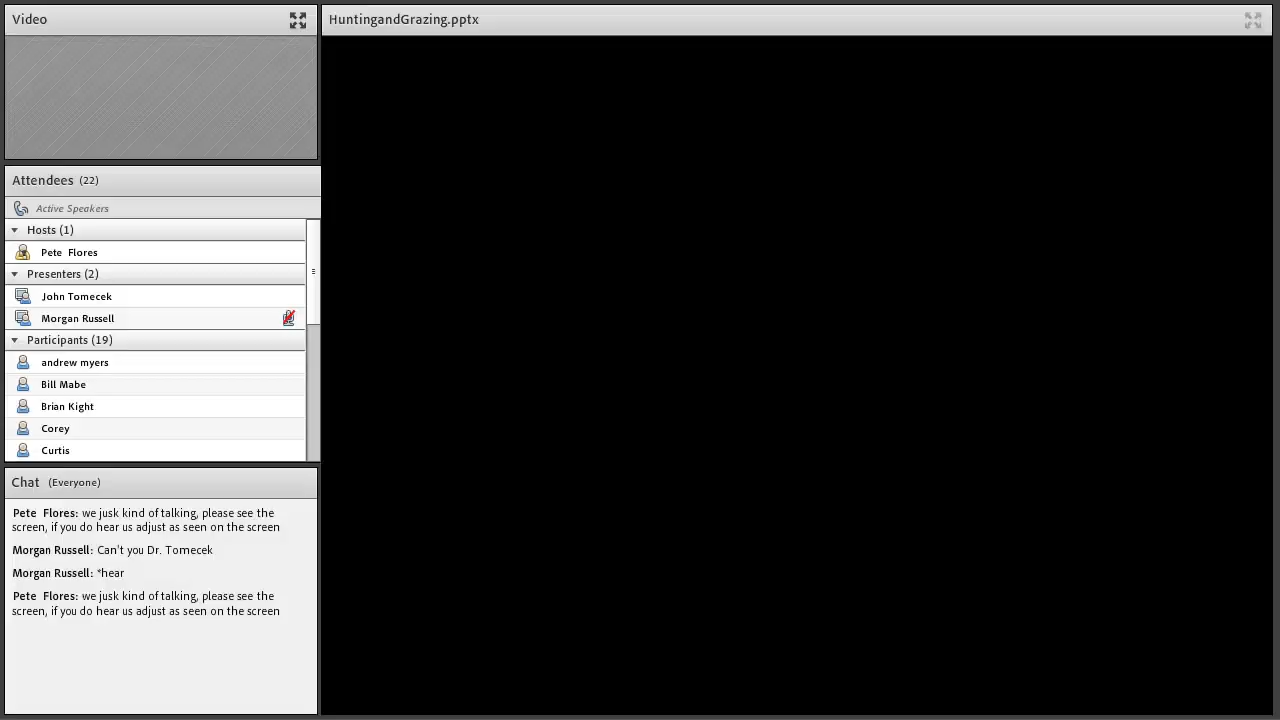 Video
HuntingandGrazing.pptx
Attendees (22)
Active Speakers
Hosts (1)
Pete Flores
Presenters (2)
John Tomecek
Morgan Russell
Participants (19)
andrew myers
Bill Mabe
Brian Kight
Corey
Curtis
Chat (Everyone)
Pete Flores: we jusk kind of talking, please see the
screen, if you do hear us adjust as seen on the screen
Morgan Russell: Can't you Dr. Tomecek
Morgan Russell: *hear
Pete Flores: we jusk kind of talking, please see the
screen, if you do hear us adjust as seen on the screen